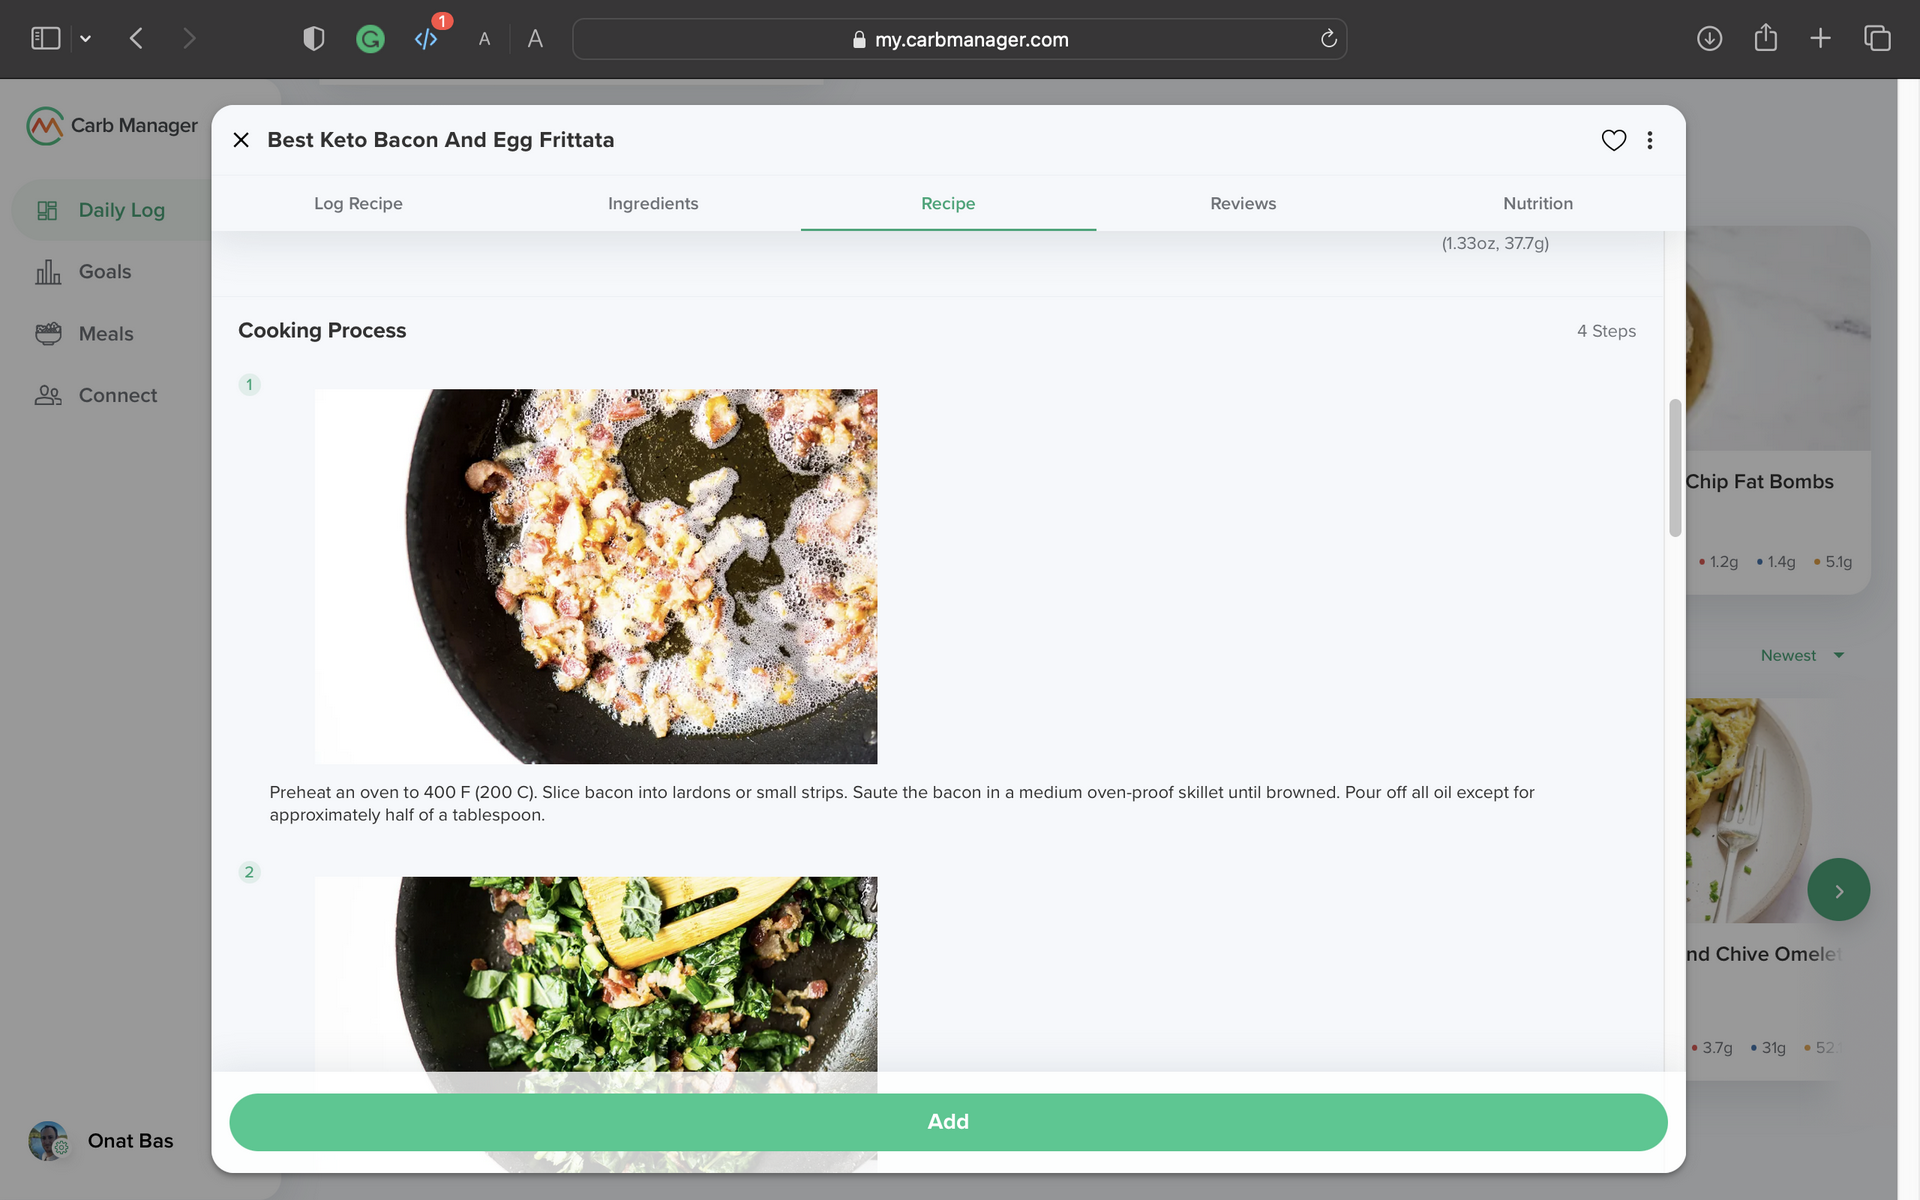 1
A
A
my.carbmanager.com
Carb Manager
Daily Log
Goals
Meals
Connect
Onat Bas
Best Keto Bacon And Egg Frittata
Log Recipe
Ingredients
Recipe
Reviews
Nutrition
(1.33oz, 37.7g)
Cooking Process
4 Steps
1
Preheat an oven to 400 F (200 C). Slice bacon into lardons or small strips. Saute the bacon in a medium oven-proof skillet until browned. Pour off all oil except for
approximately half of a tablespoon.
2
Add
Chip Fat Bombs
1.2g
1.4g
5.1g
Newest
nd Chive Omelet
3.7g
31g
52.